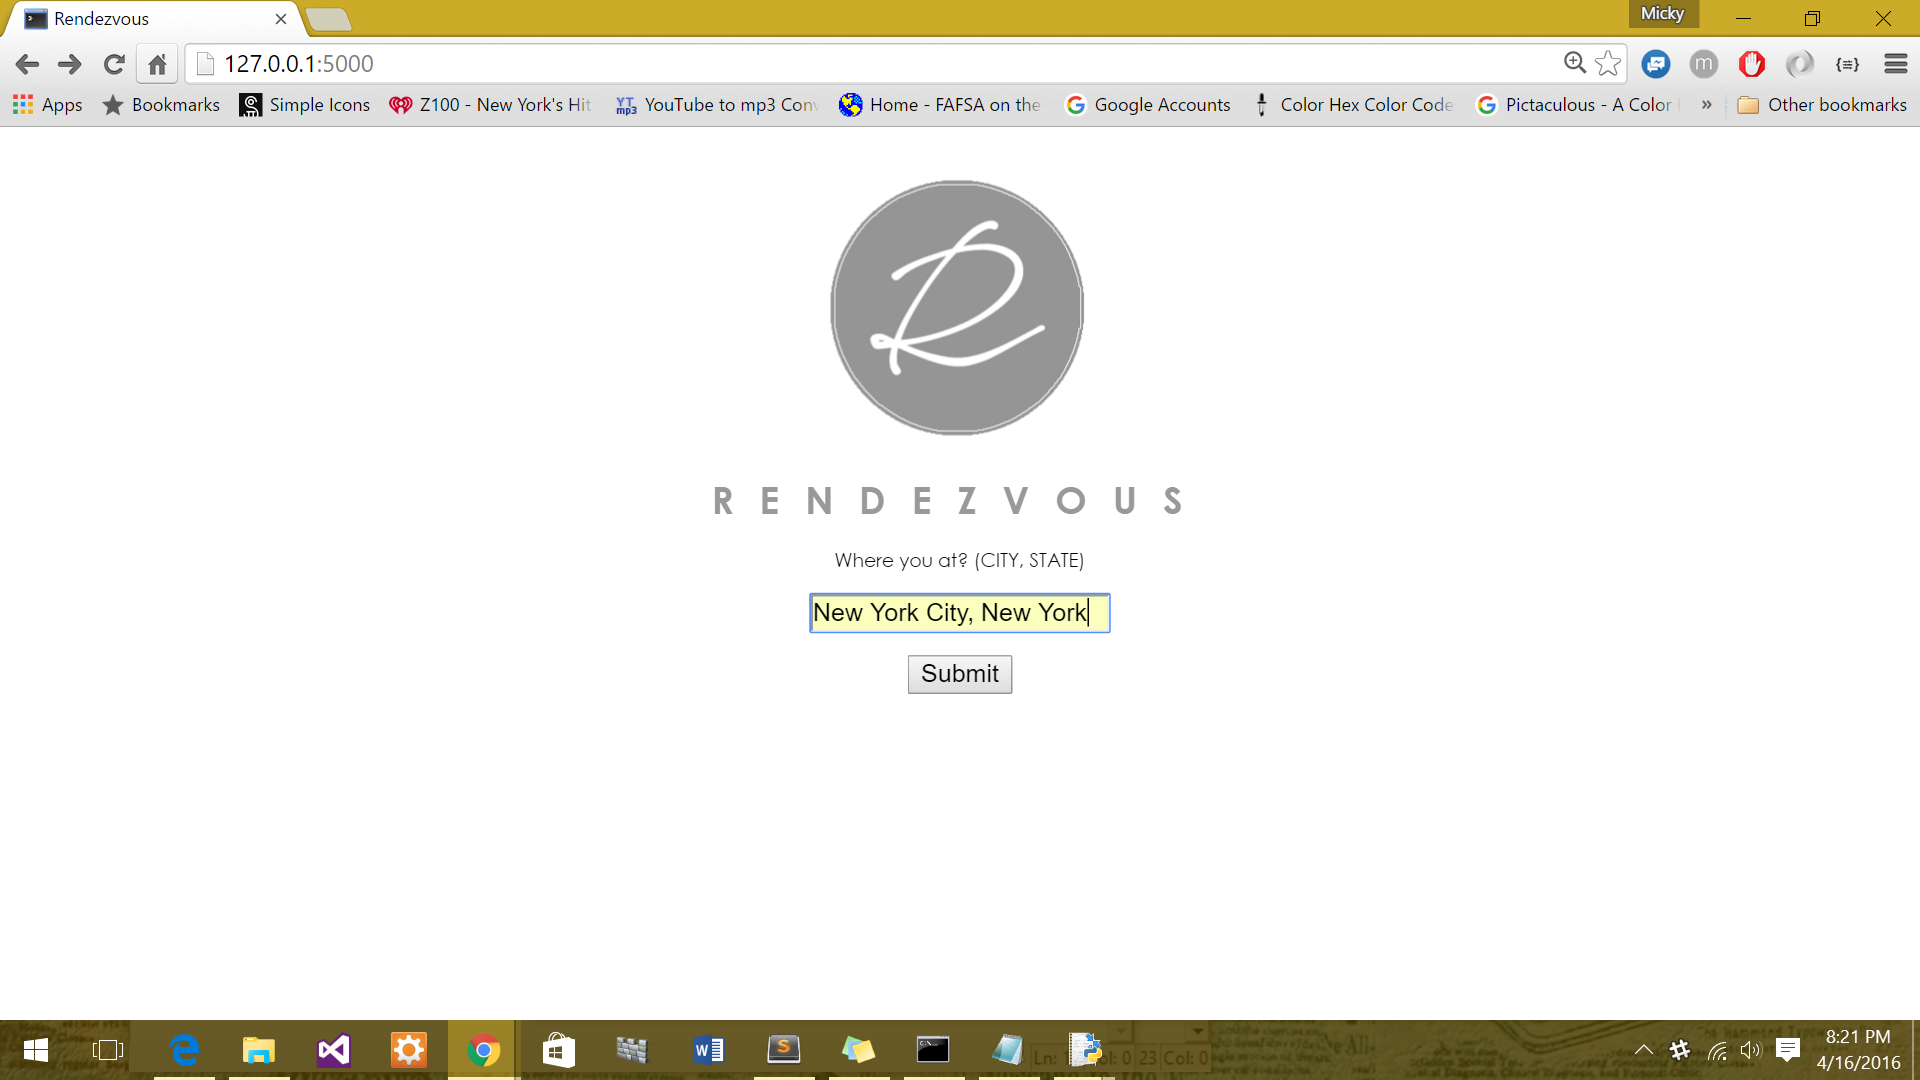 Rendezvous
Micky
127.0.0.1:5000
Apps Bookmarks Simple Icons Z100 - New York's Hit YouTube to mp3 Con Home - FAFSA on the Google Accounts Color Hex Color Code Pictaculous - A Color » Other bookmarks
R
RENDEZVOUS
Where you at? (CITY, STATE)
New York City, New York
Submit
8:21 PM
4/16/2016